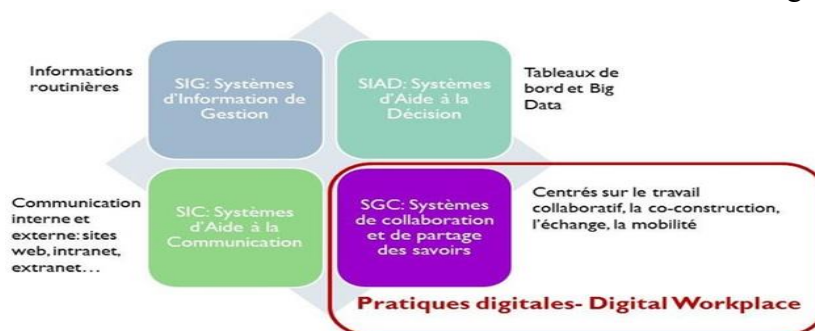 Informations
routinières
SIG: Systèmes
d'Information de
Gestion
SIAD: Systèmes
d'Aide à la
Décision
Tableaux de
bord et Big
Data
Communication
interne et
externe: sites
web, intranet,
extranet...
SIC: Systèmes
d'Aide à la
Communication
SGC: Systèmes
de collaboration
et de partage
des savoirs
Centrés sur le travail
collaboratif, la co-construction,
l'échange, la mobilité
Pratiques digitales- Digital Workplace